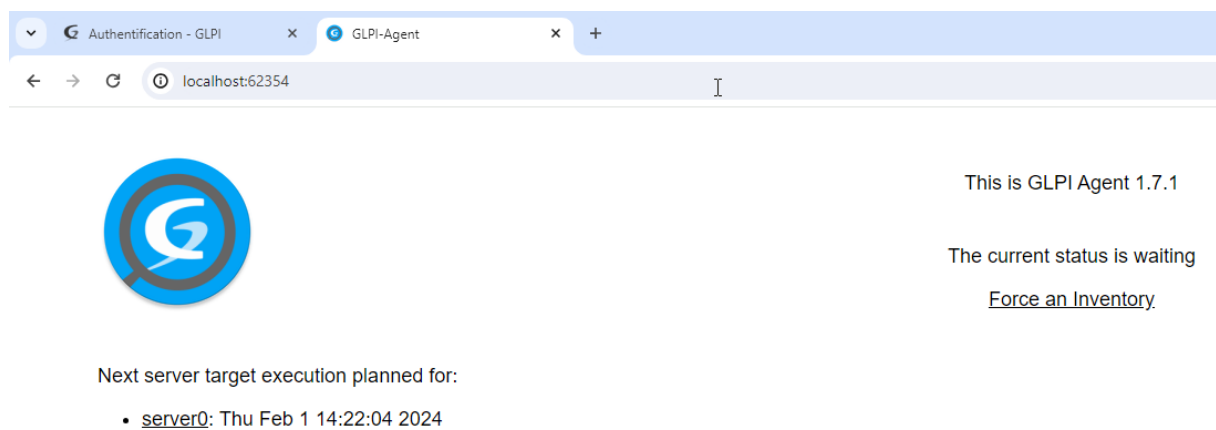 Authentification - GLPI
GLPI-Agent
localhost:62354
This is GLPI Agent 1.7.1
The current status is waiting
Force an Inventory
Next server target execution planned for:
• server0: Thu Feb 1 14:22:04 2024